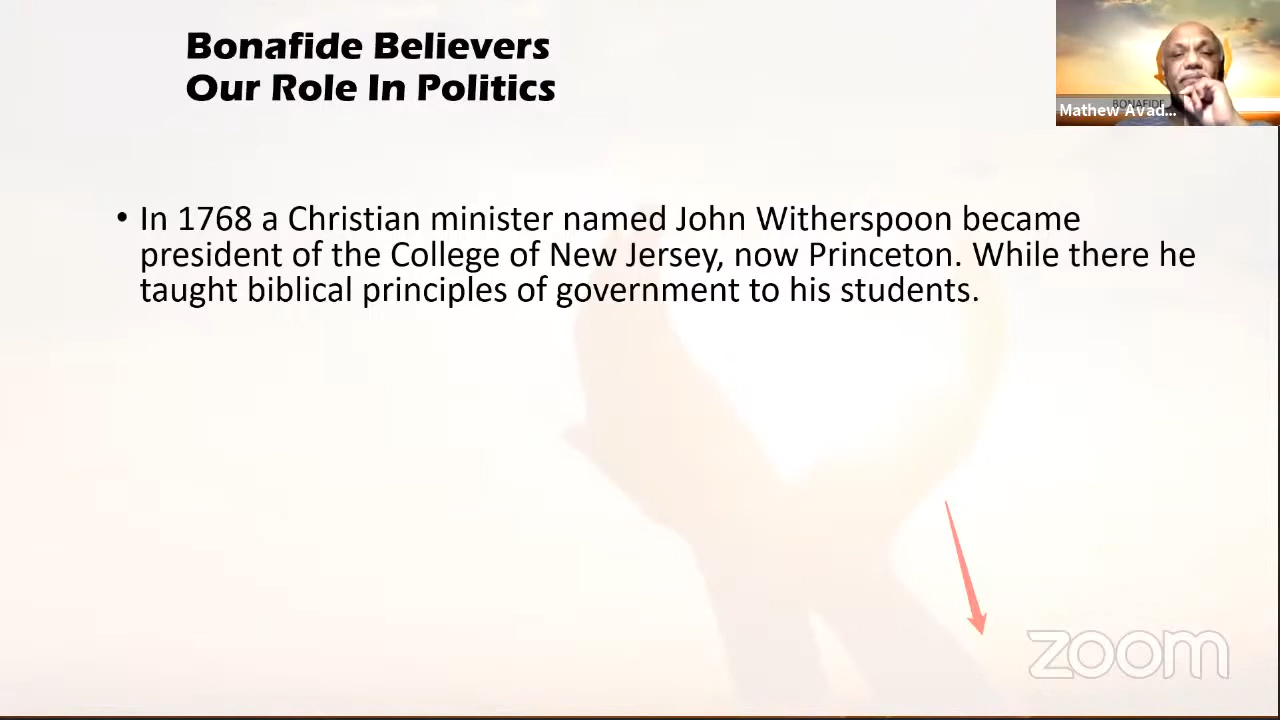 Bonafide Believers
Our Role In Politics
BONAFIDE
Mathew Avad...
• In 1768 a Christian minister named John Witherspoon became
president of the College of New Jersey, now Princeton. While there he
taught biblical principles of government to his students.
zoom